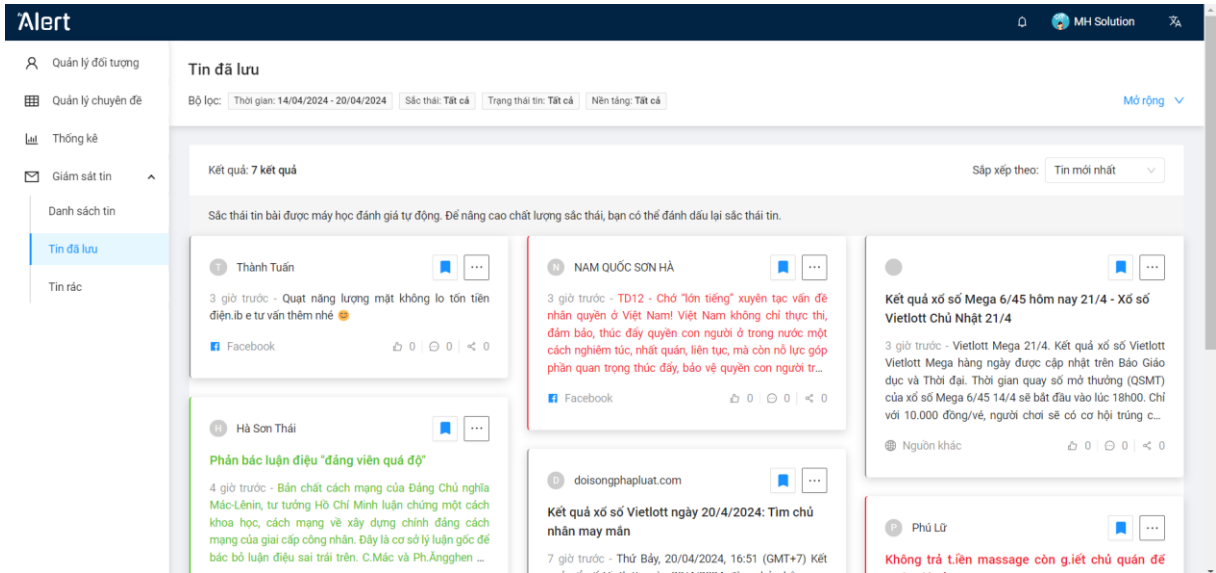 Alert
MH Solution
Quản lý đối tượng
Quản lý chuyên đề
Thống kê
Giám sát tin
Danh sách tin
Tin đã lưu
Tin rác
Tin đã lưu
Bộ lọc: Thời gian: 14/04/2024 - 20/04/2024 Sắc thái: Tất cả Trạng thái tin: Tất cả Nền tảng: Tất cả
Mở rộng
Kết quả: 7 kết quả
Sắp xếp theo: Tin mới nhất
Sắc thái tin bài được máy học đánh giá tự động. Để nâng cao chất lượng sắc thái, bạn có thể đánh dấu lại sắc thái tin.
T Thành Tuấn
3 giờ trước - Quạt năng lượng mặt không lo tốn tiền
điện.ib e tư vấn thêm nhé 😊
Facebook 0 0 0
H Hà Sơn Thái
Phản bác luận điệu "đảng viên quá độ"
4 giờ trước - Bản chất cách mạng của Đảng Chủ nghĩa
Mác-Lênin, tư tưởng Hồ Chí Minh luận chứng một cách
khoa học, cách mạng về xây dựng chính đảng cách
mạng của giai cấp công nhân. Đây là cơ sở lý luận gốc để
bác bỏ luận điệu sai trái trên. C.Mác và Ph.Ăngghen ...
N NAM QUỐC SƠN HÀ
3 giờ trước - TD12 - Chớ “lớn tiếng” xuyên tạc vấn đề
nhân quyền ở Việt Nam! Việt Nam không chỉ thực thi,
đảm bảo, thúc đẩy quyền con người ở trong nước một
cách nghiêm túc, nhất quán, liên tục, mà còn nỗ lực góp
phần quan trọng thúc đẩy, bảo vệ quyền con người tr...
Facebook 0 0 0
D doisongphapluat.com
Kết quả xổ số Vietlott ngày 20/4/2024: Tìm chủ
nhân may mắn
7 giờ trước - Thứ Bảy, 20/04/2024, 16:51 (GMT+7) Kết
Kết quả xổ số Mega 6/45 hôm nay 21/4 - Xổ số
Vietlott Chủ Nhật 21/4
3 giờ trước - Vietlott Mega 21/4. Kết quả xổ số Vietlott
Vietlott Mega hàng ngày được cập nhật trên Báo Giáo
dục và Thời đại. Thời gian quay số mở thưởng (QSMT)
của xổ số Mega 6/45 14/4 sẽ bắt đầu vào lúc 18h00. Chỉ
với 10.000 đồng/vé, người chơi sẽ có cơ hội trúng c...
Nguồn khác 0 0 0
P Phú Lữ
Không trả t.iền massage còn g.iết chủ quán để